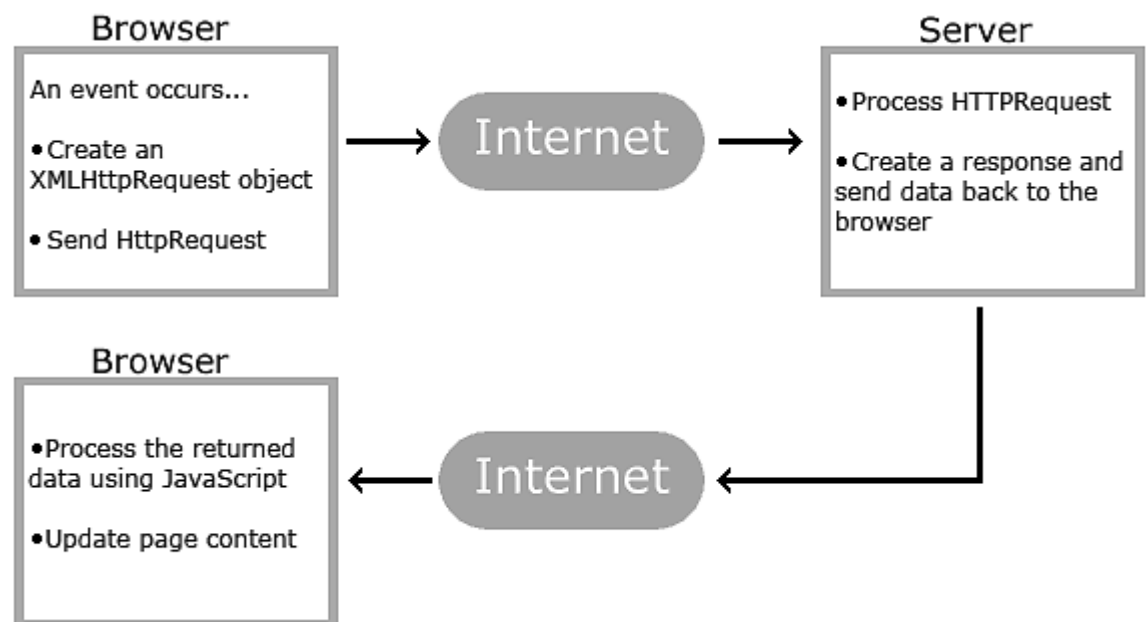 Browser
An event occurs...
•Create an
XMLHttpRequest object
• Send HttpRequest
Internet
Server
•Process HTTPRequest
•Create a response and
send data back to the
browser
Browser
•Process the returned
data using JavaScript
•Update page content
Internet